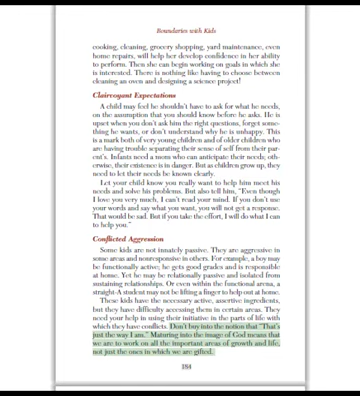 Boundaries with Kids
cooking, cleaning, grocery shopping, yard maintenance, even
home repairs, will help her develop confidence in her ability
to perform. Then she can begin working on goals in which she
is interested. There is nothing like having to choose between
cleaning an oven and designing a science project!
Clairvoyant Expectations
A child may feel he shouldn't have to ask for what he needs,
on the assumption that you should know before he asks. He is
upset when you don't ask him the right questions, forget some-
thing he wants, or don't understand why he is unhappy. This
is a mark both of very young children and of older children who
are having trouble separating their sense of self from their par-
ent's. Infants need a mom who can anticipate their needs; oth-
erwise, their existence is in danger. But as children grow up, they
need to let their needs be known clearly.
Let your child know you really want to help him meet his
needs and solve his problems. But also tell him, "Even though
I love you very much, I can't read your mind. If you don't use
your words and say what you want, you will not get a response.
That would be sad. But if you take the effort, I will do what I can
to help you."
Conflicted Aggression
Some kids are not innately passive. They are aggressive in
some areas and nonresponsive in others. For example, a boy may
be functionally active; he gets good grades and is responsible
at home. Yet he may be relationally passive and isolated from
sustaining relationships. Or even within the functional arena, a
straight-A student may not be lifting a finger to help out at home.
These kids have the necessary active, assertive ingredients,
but they have difficulty accessing them in certain areas. They
need your help in using their initiative in the parts of life with
which they have conflicts. Don't buy into the notion that "That's
just the way I am." Maturing into the image of God means that
we are to work on all the important areas of growth and life,
not just the ones in which we are gifted.
184